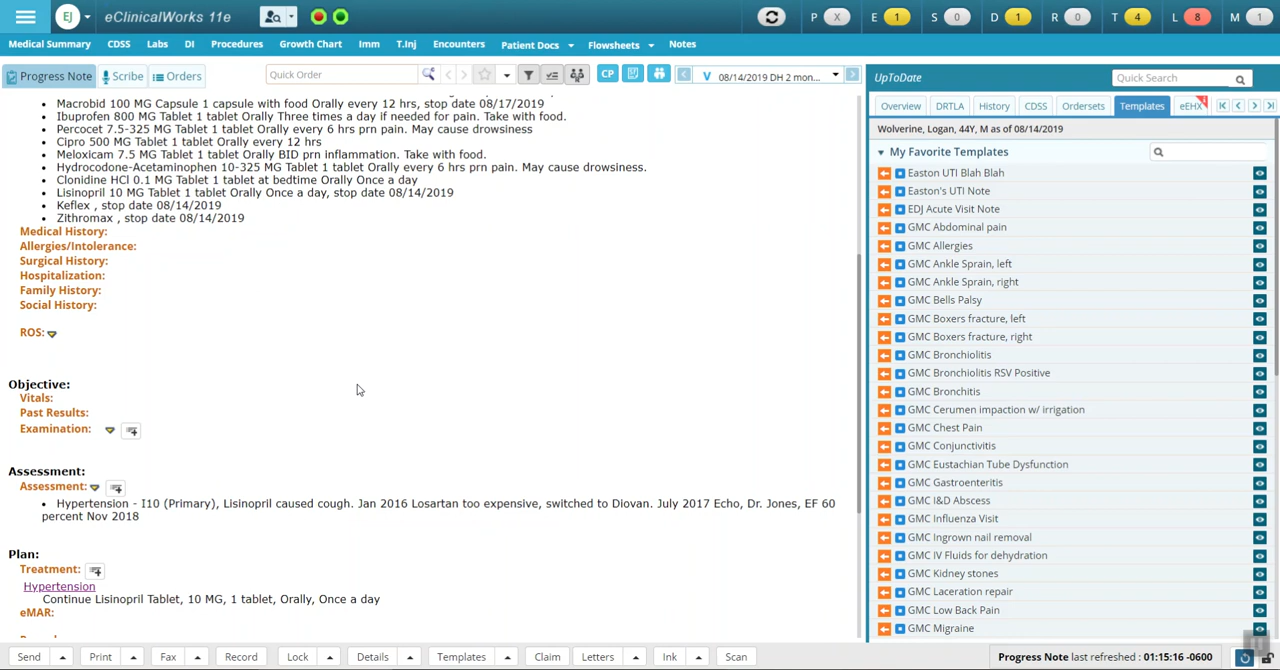 EJ eClinicalWorks 11e P X E 1 S 0 D 1 R 0 T 4 L 8 M 1
Medical Summary CDSS Labs DI Procedures Growth Chart Imm T.Inj Encounters Patient Docs Flowsheets Notes
Progress Note Scribe Orders Quick Order CP V 08/14/2019 DH 2 mon...
UpToDate Quick Search
Overview DRTLA History CDSS Ordersets Templates eEHX
Wolverine, Logan, 44Y, M as of 08/14/2019
My Favorite Templates
Macrobid 100 MG Capsule 1 capsule with food Orally every 12 hrs, stop date 08/17/2019
Ibuprofen 800 MG Tablet 1 tablet Orally Three times a day if needed for pain. Take with food.
Percocet 7.5-325 MG Tablet 1 tablet Orally every 6 hrs prn pain. May cause drowsiness
Cipro 500 MG Tablet 1 tablet Orally every 12 hrs
Meloxicam 7.5 MG Tablet 1 tablet Orally BID prn inflammation. Take with food.
Hydrocodone-Acetaminophen 10-325 MG Tablet 1 tablet Orally every 6 hrs prn pain. May cause drowsiness.
Clonidine HCl 0.1 MG Tablet 1 tablet at bedtime Orally Once a day
Lisinopril 10 MG Tablet 1 tablet Orally Once a day, stop date 08/14/2019
Keflex , stop date 08/14/2019
Zithromax , stop date 08/14/2019
Medical History:
Allergies/Intolerance:
Surgical History:
Hospitalization:
Family History:
Social History:
ROS:
Objective:
Vitals:
Past Results:
Examination:
Assessment:
Assessment:
Hypertension - I10 (Primary), Lisinopril caused cough. Jan 2016 Losartan too expensive, switched to Diovan. July 2017 Echo, Dr. Jones, EF 60
percent Nov 2018
Plan:
Treatment:
Hypertension
Continue Lisinopril Tablet, 10 MG, 1 tablet, Orally, Once a day
eMAR:
Easton UTI Blah Blah
Easton's UTI Note
EDJ Acute Visit Note
GMC Abdominal pain
GMC Allergies
GMC Ankle Sprain, left
GMC Ankle Sprain, right
GMC Bells Palsy
GMC Boxers fracture, left
GMC Boxers fracture, right
GMC Bronchiolitis
GMC Bronchiolitis RSV Positive
GMC Bronchitis
GMC Cerumen impaction w/ irrigation
GMC Chest Pain
GMC Conjunctivitis
GMC Eustachian Tube Dysfunction
GMC Gastroenteritis
GMC I&D Abscess
GMC Influenza Visit
GMC Ingrown nail removal
GMC IV Fluids for dehydration
GMC Kidney stones
GMC Laceration repair
GMC Low Back Pain
GMC Migraine
Send Print Fax Record Lock Details Templates Claim Letters Ink Scan Progress Note last refreshed : 01:15:16 -0600